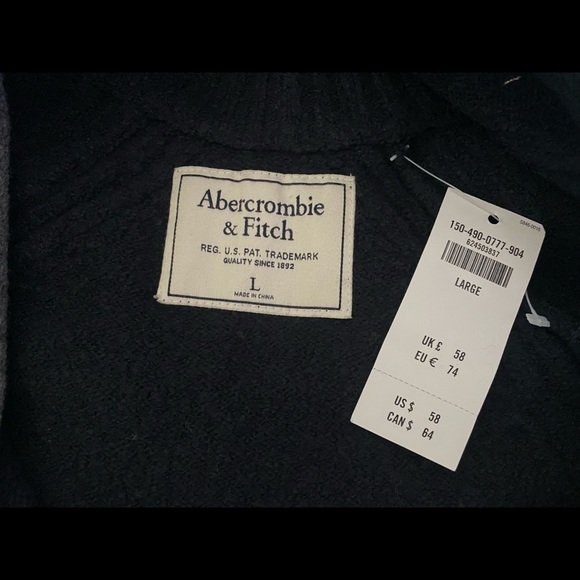 Abercrombie
& Fitch
REG. U.S. PAT. TRADEMARK
QUALITY SINCE 1892
L
MADE IN CHINA
150-490-0777-904
624503837
LARGE
UK £ 58
EU € 74
US $ 58
CAN $ 64